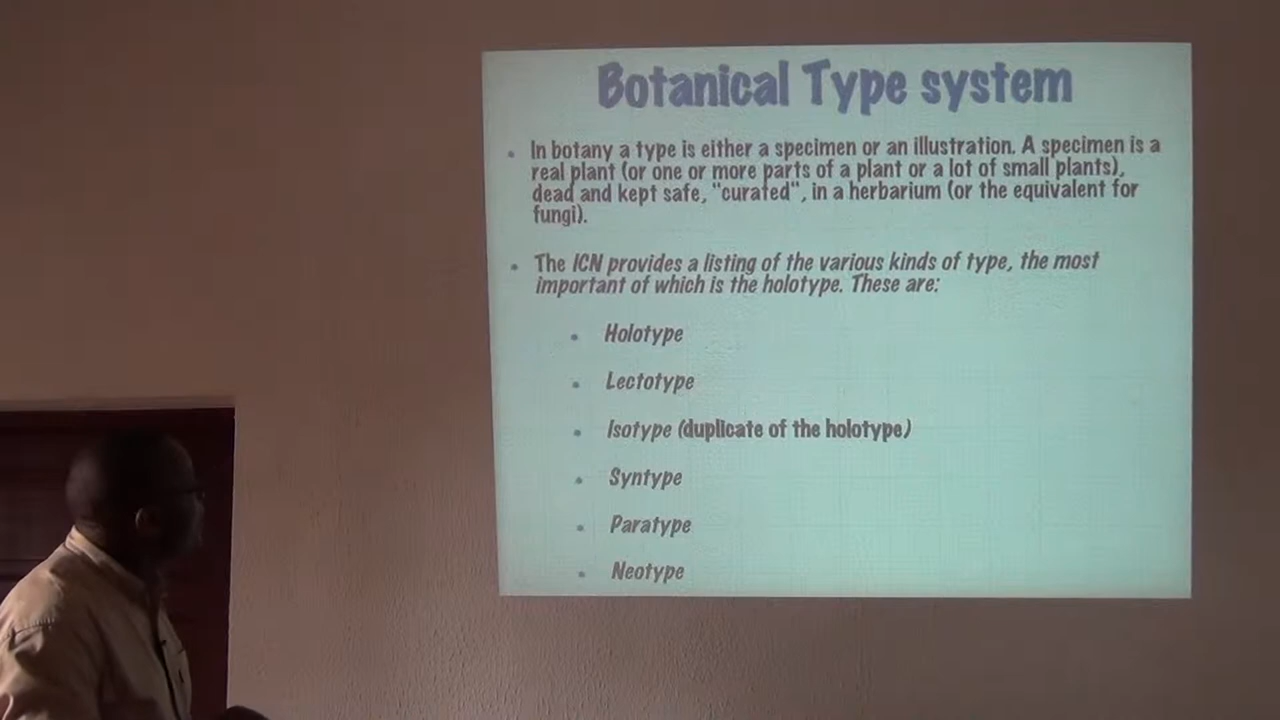 Botanical Type system
• In botany a type is either a specimen or an illustration. A specimen is a
real plant (or one or more parts of a plant or a lot of small plants),
dead and kept safe, "curated", in a herbarium (or the equivalent for
fungi).
• The ICN provides a listing of the various kinds of type, the most
important of which is the holotype. These are:
• Holotype
• Lectotype
• Isotype (duplicate of the holotype)
• Syntype
• Paratype
• Neotype